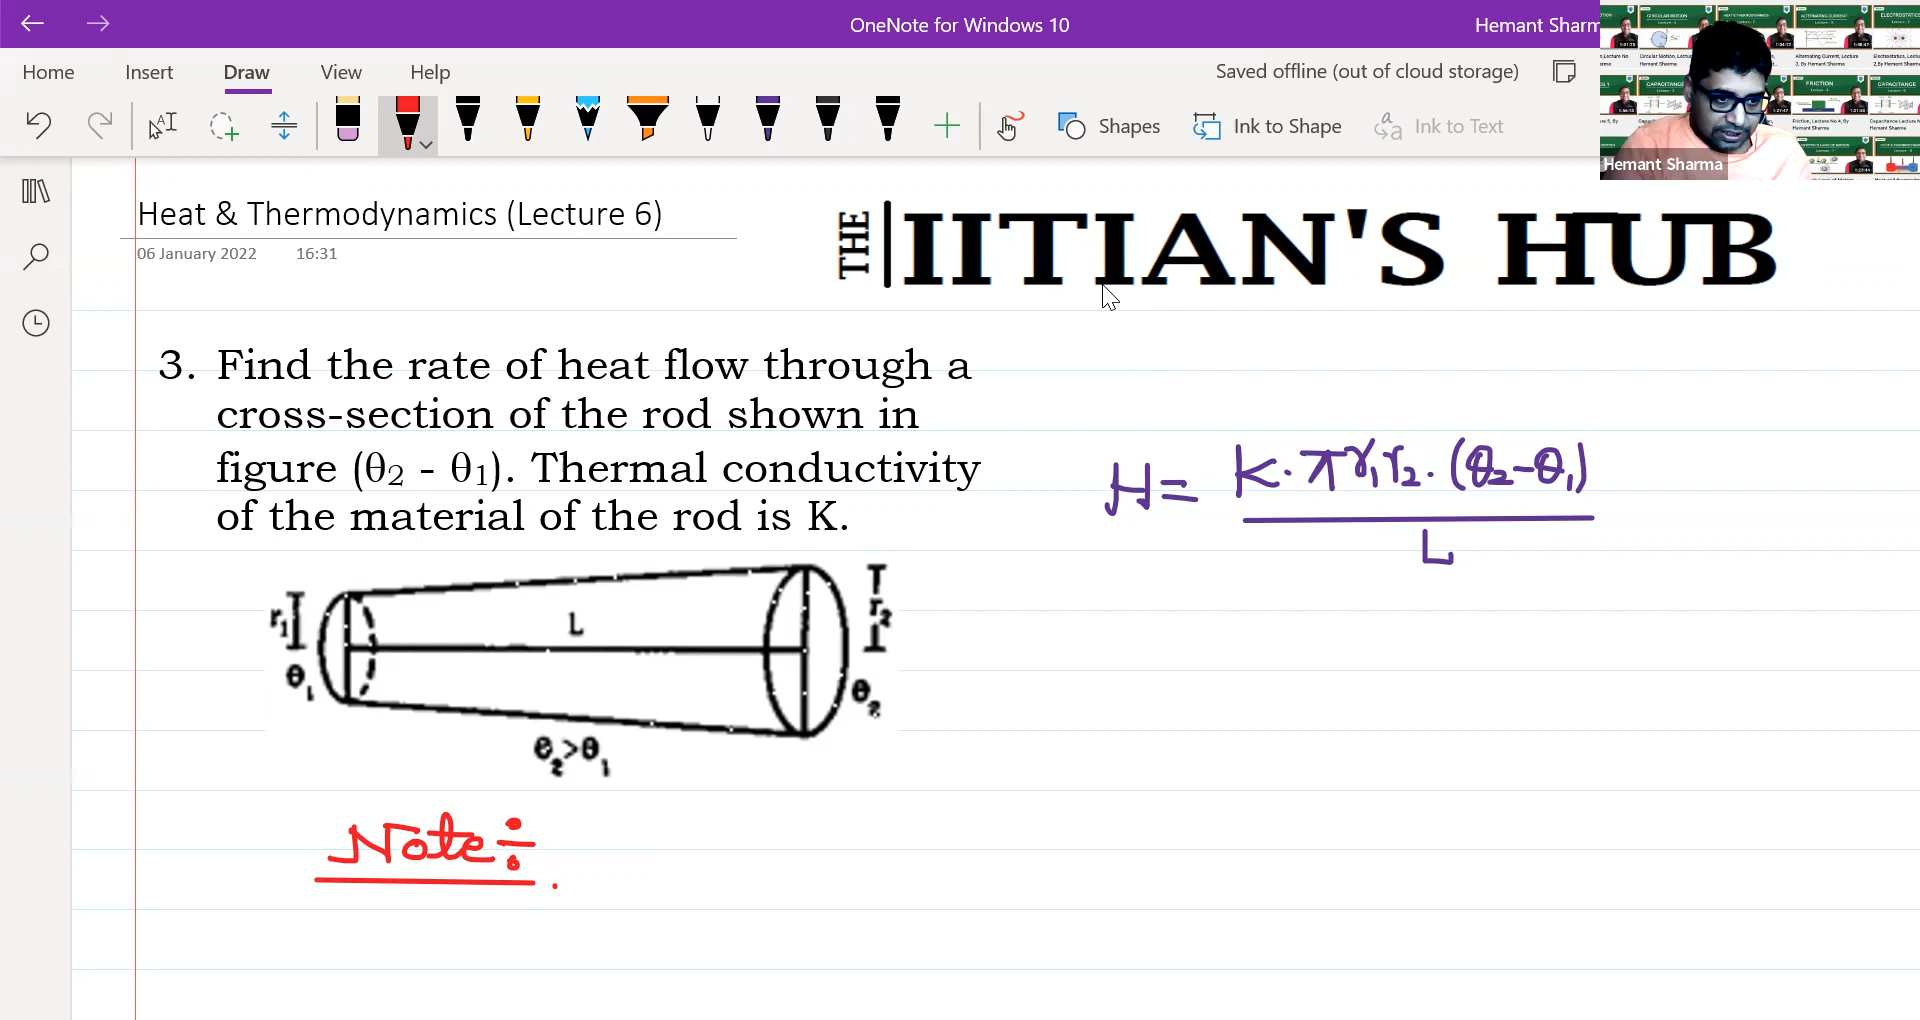 OneNote for Windows 10
Hemant Sharm
Home Insert Draw View Help
Saved offline (out of cloud storage)
Shapes
Ink to Shape
Ink to Text
Hemant Sharma
Heat & Thermodynamics (Lecture 6)
06 January 2022 16:31
THE IITIAN'S HUB
3. Find the rate of heat flow through a
cross-section of the rod shown in
figure (θ2 - θ1). Thermal conductivity
of the material of the rod is K.
H = K · π r1 r2 · (θ2 − θ1)
L
r1
L
r2
θ1
θ2
θ2 > θ1
Note ÷